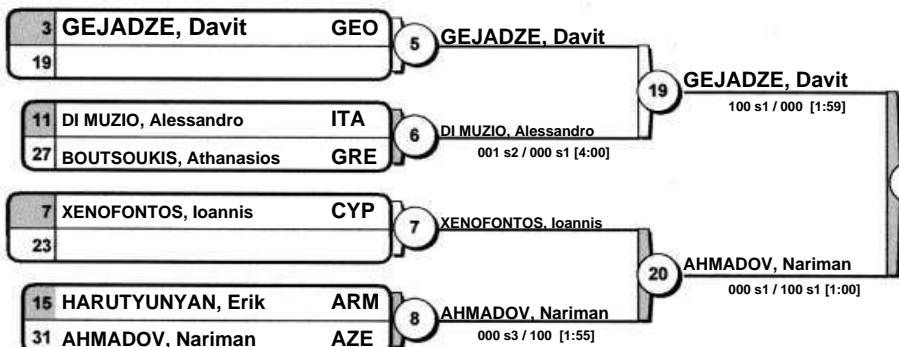 3 GEJADZE, Davit GEO
19
5
GEJADZE, Davit
11 DI MUZIO, Alessandro ITA
27 BOUTSOUKIS, Athanasios GRE
6
DI MUZIO, Alessandro
001 s2 / 000 s1 [4:00]
19
GEJADZE, Davit
100 s1 / 000 [1:59]
7 XENOFONTOS, Ioannis CYP
23
7
XENOFONTOS, Ioannis
15 HARUTYUNYAN, Erik ARM
31 AHMADOV, Nariman AZE
8
AHMADOV, Nariman
000 s3 / 100 [1:55]
20
AHMADOV, Nariman
000 s1 / 100 s1 [1:00]